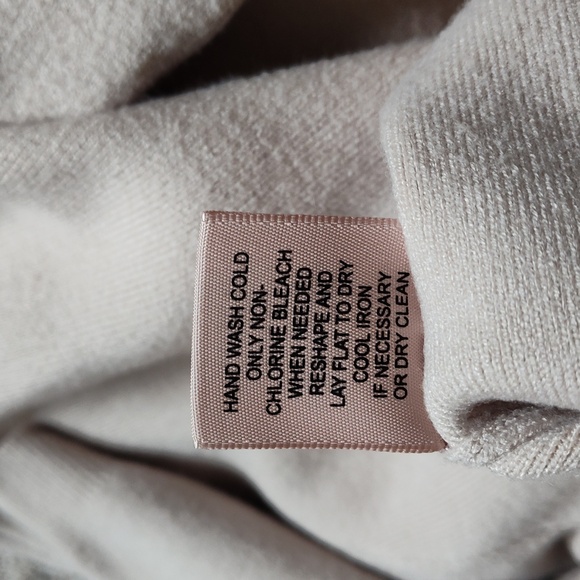 HAND WASH COLD
ONLY NON-
CHLORINE BLEACH
WHEN NEEDED
RESHAPE AND
LAY FLAT TO DRY
COOL IRON
IF NECESSARY
OR DRY CLEAN